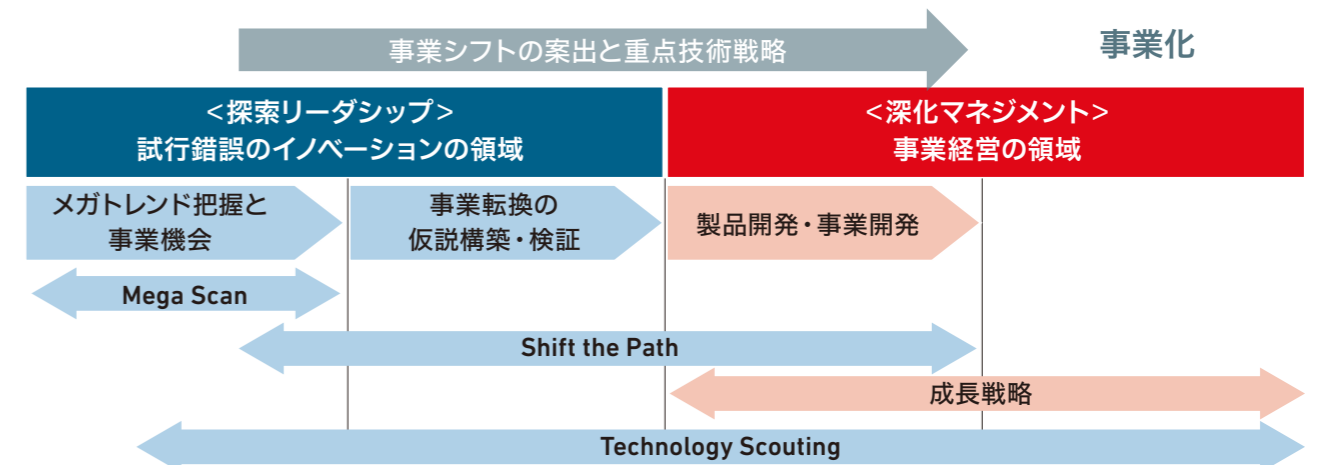 事業シフトの案出と重点技術戦略
事業化
<探索リーダシップ>
試行錯誤のイノベーションの領域
<深化マネジメント>
事業経営の領域
メガトレンド把握と
事業機会
事業転換の
仮説構築・検証
製品開発・事業開発
Mega Scan
Shift the Path
成長戦略
Technology Scouting